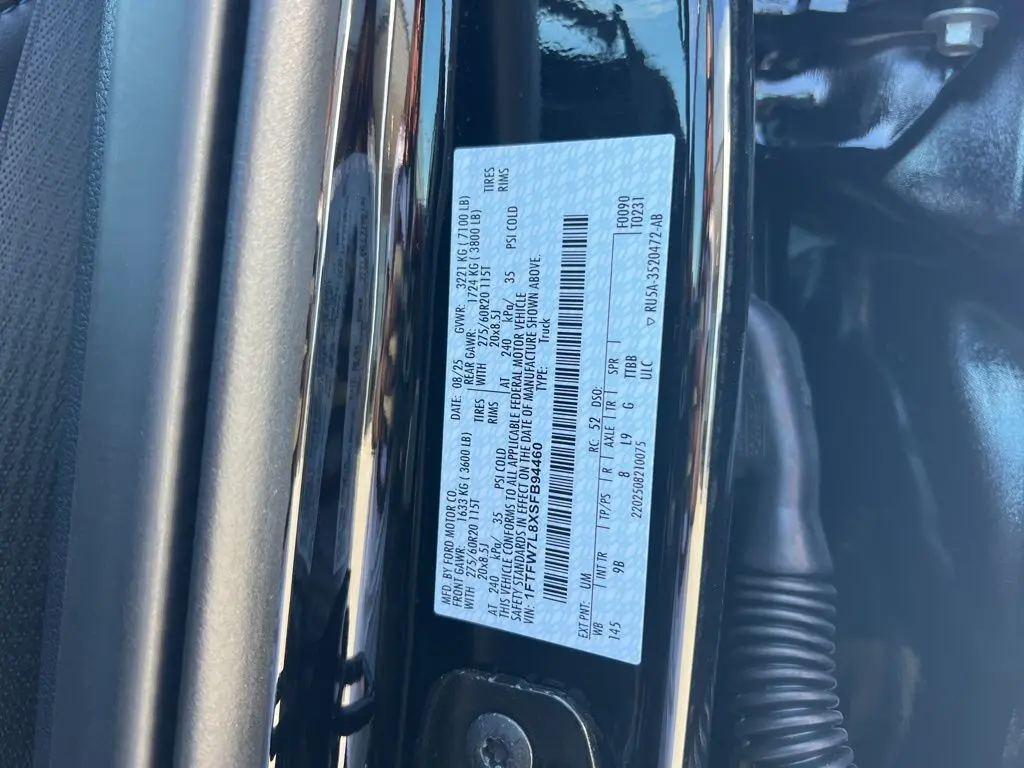 MFD. BY FORD MOTOR CO.
DATE: 08/25 GVWR: 3221 KG ( 7100 LB)
FRONT GAWR: 1633 KG ( 3600 LB) REAR GAWR: 1724 KG ( 3800 LB)
WITH 275/60R20 115T TIRES WITH 275/60R20 115T TIRES
20x8.5J RIMS 20x8.5J RIMS
AT 240 kPa/ 35 PSI COLD AT 240 kPa/ 35 PSI COLD
THIS VEHICLE CONFORMS TO ALL APPLICABLE FEDERAL MOTOR VEHICLE
SAFETY STANDARDS IN EFFECT ON THE DATE OF MANUFACTURE SHOWN ABOVE.
VIN: 1FTFW7L8XSFB94460 TYPE: Truck
EXT PNT: UM RC: 52 DSO: F0090
WB INT TR TP/PS R AXLE TR SPR T0231
145 9B 8 L9 G TTBB
2202508210075 ULC
▽ RU5A-3520472-AB